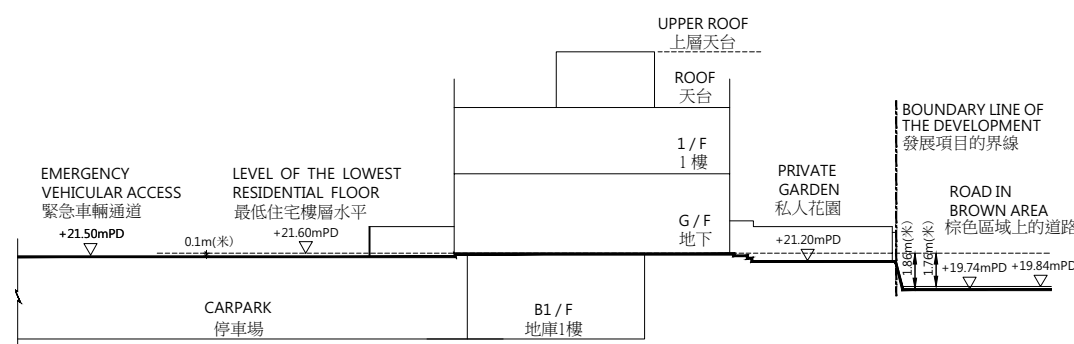 UPPER ROOF
上層天台
ROOF
天台
BOUNDARY LINE OF
THE DEVELOPMENT
發展項目的界線
1 / F
1 樓
EMERGENCY
VEHICULAR ACCESS
緊急車輛通道
+21.50mPD
LEVEL OF THE LOWEST
RESIDENTIAL FLOOR
最低住宅樓層水平
+21.60mPD
0.1m(米)
PRIVATE
GARDEN
私人花園
+21.20mPD
ROAD IN
BROWN AREA
棕色區域上的道路
G / F
地下
1.86m(米)
1.76m(米)
+19.74mPD
+19.84mPD
CARPARK
停車場
B1 / F
地庫1樓